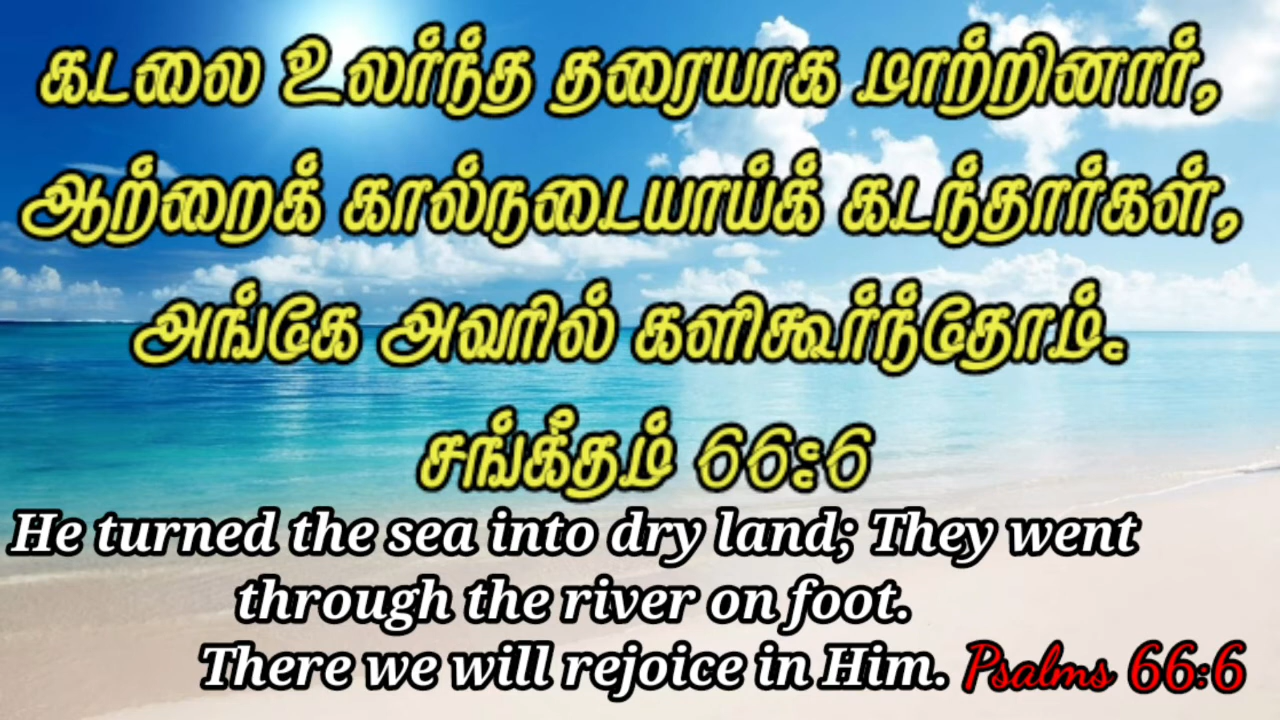 கடலை உலர்ந்த தரையாக மாற்றினார்,
ஆற்றைக் கால்நடையாய்க் கடந்தார்கள்,
அங்கே அவரில் களிகூர்ந்தோம்.
சங்கீதம் 66:6
He turned the sea into dry land; They went
through the river on foot.
There we will rejoice in Him. Psalms 66:6